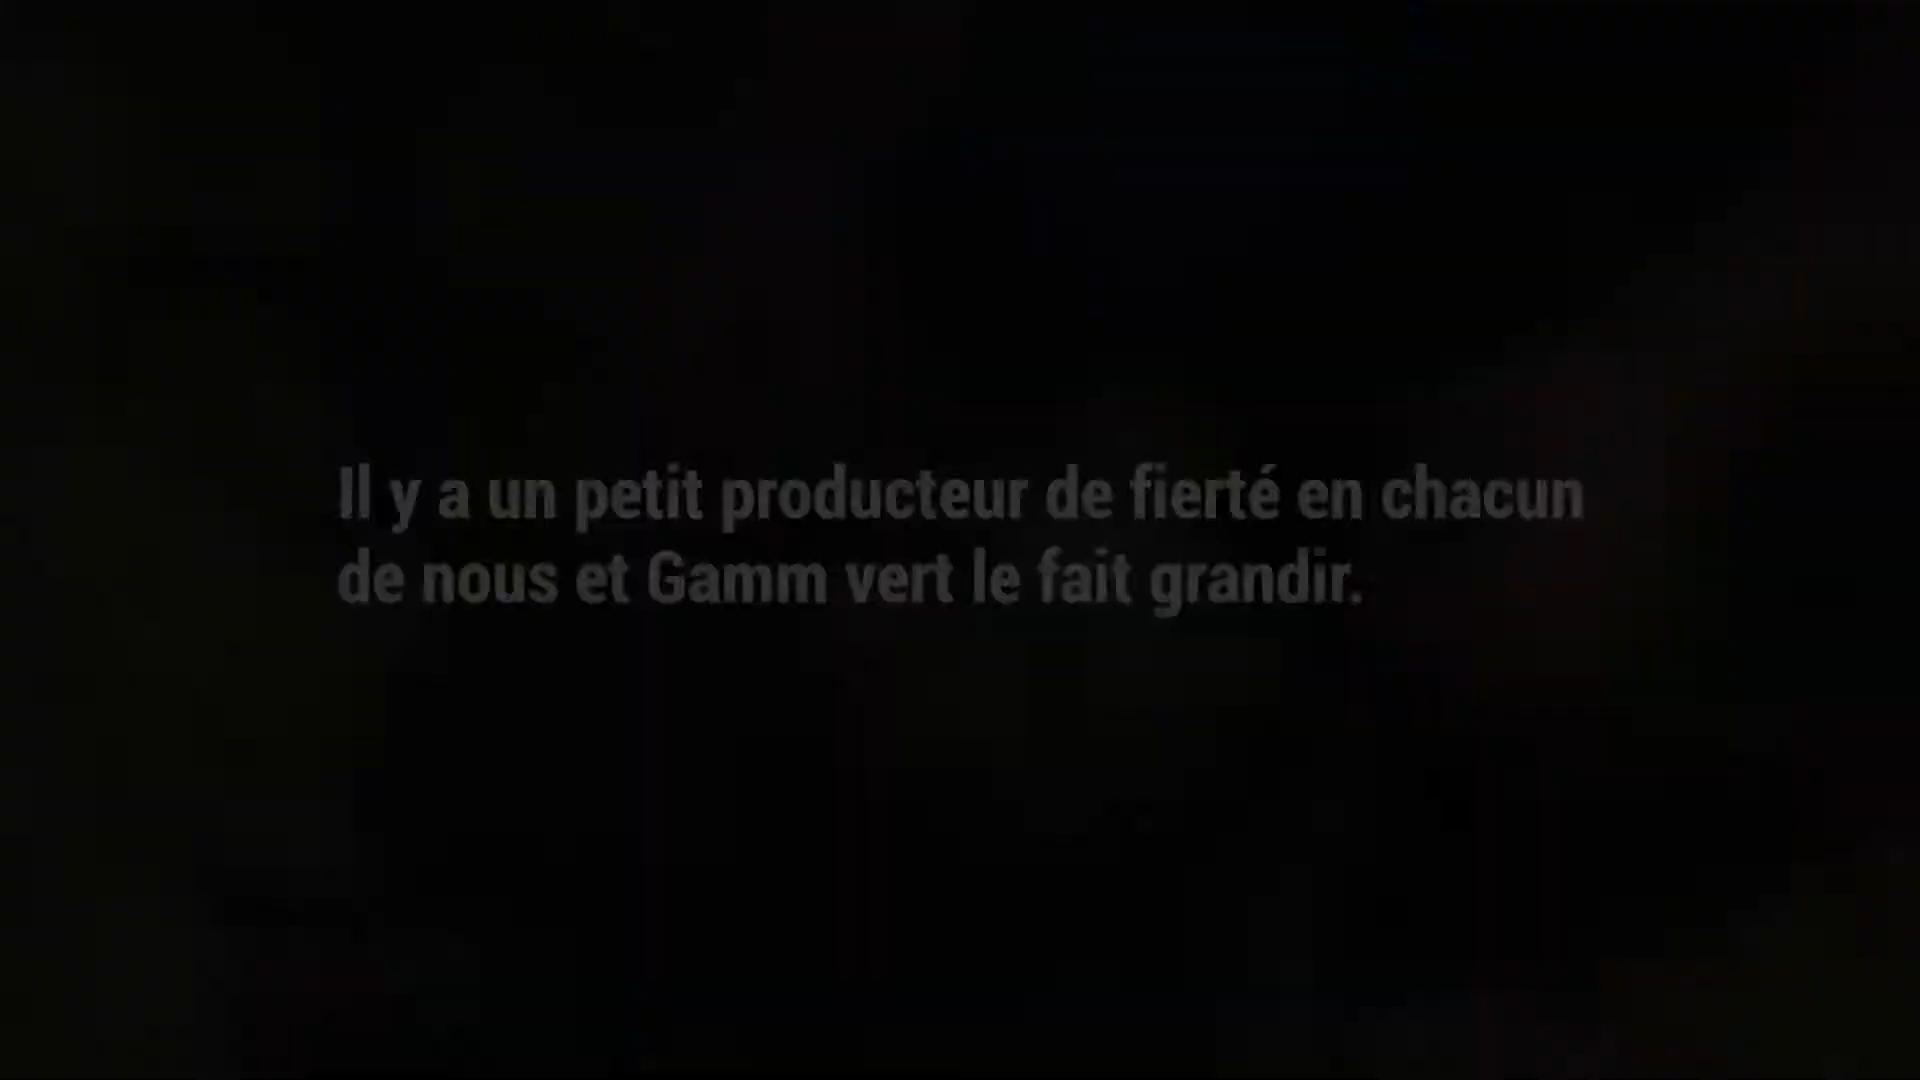 Il y a un petit producteur de fierté en chacun
de nous et Gamm vert le fait grandir.